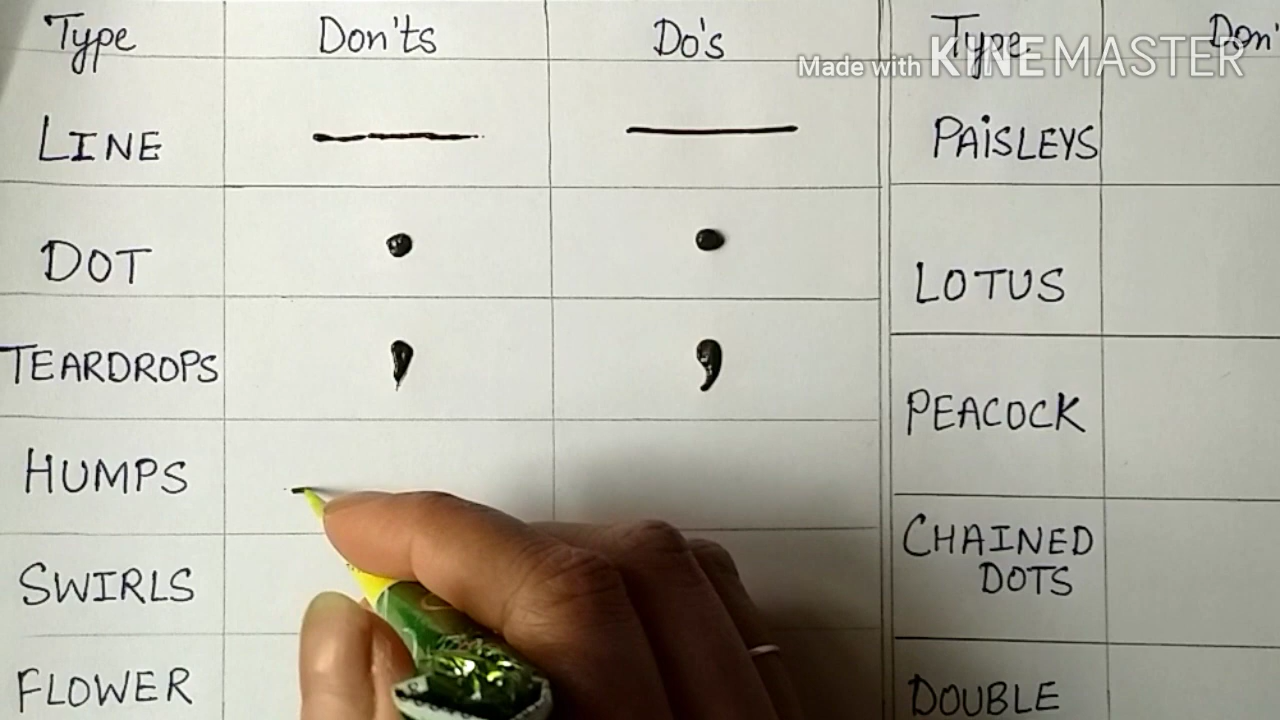 Type Don'ts Do's
LINE
DOT
TEARDROPS
HUMPS
SWIRLS
FLOWER
Type Don'
PAiSLEYS
LOTUS
PEACOCK
CHAINED
DOTS
DOUBLE
Made with KINEMASTER